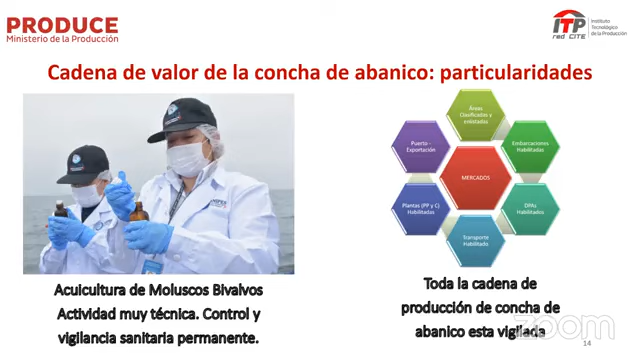 PRODUCE
Ministerio de la Producción
ITP
red CITE
Instituto
Tecnológico
de la Producción
Cadena de valor de la concha de abanico: particularidades
Áreas
Clasificadas y
enlistadas
Puerto -
Exportación
Embarcaciones
Habilitadas
MERCADOS
Plantas (PP y C)
Habilitadas
DPAs
Habilitados
Transporte
Habilitado
Acuicultura de Moluscos Bivalvos
Actividad muy técnica. Control y
vigilancia sanitaria permanente.
Toda la cadena de
producción de concha de
abanico esta vigilada
zoom
14